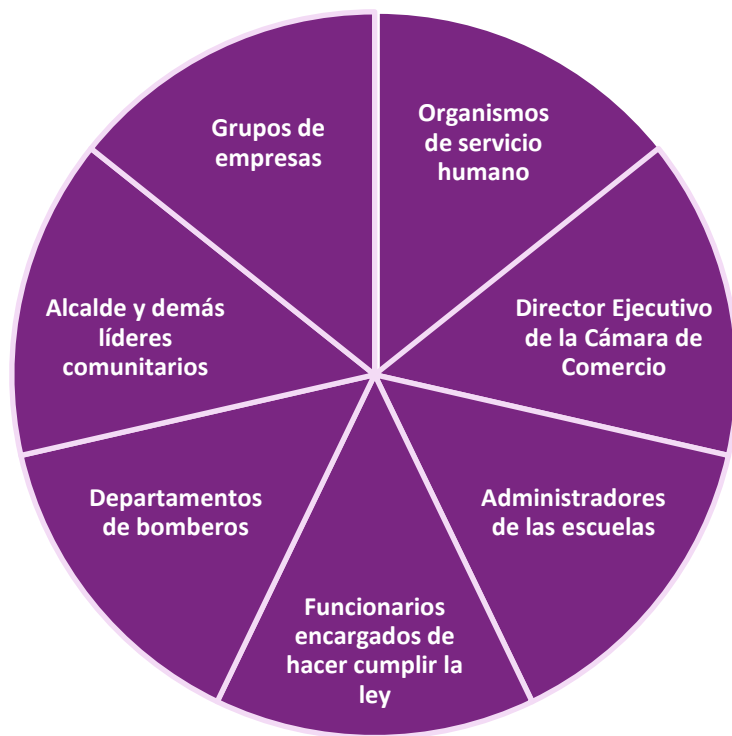 Organismos
de servicio
humano
Director Ejecutivo
de la Cámara de
Comercio
Administradores
de las escuelas
Funcionarios
encargados de
hacer cumplir la
ley
Departamentos
de bomberos
Alcalde y demás
líderes
comunitarios
Grupos de
empresas